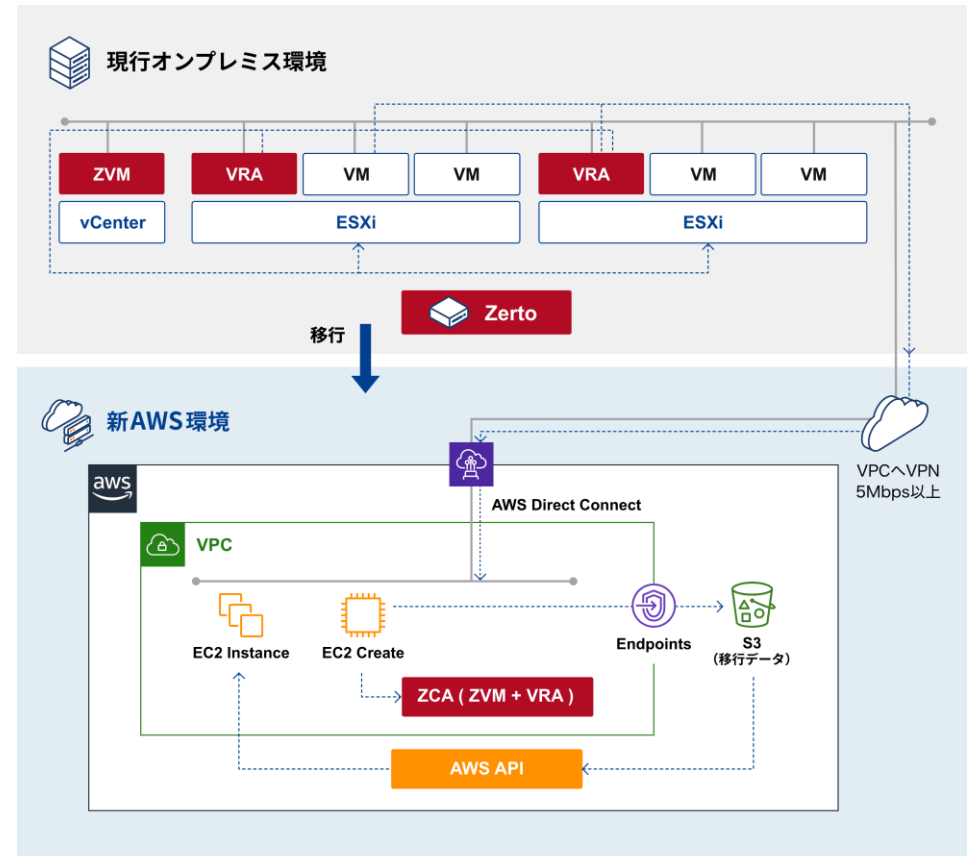 現行オンプレミス環境
ZVM
VRA
VM
VM
VRA
VM
VM
vCenter
ESXi
ESXi
Zerto
移行
新AWS環境
VPCへVPN
5Mbps以上
aws
AWS Direct Connect
VPC
EC2 Instance
EC2 Create
Endpoints
S3
（移行データ）
ZCA ( ZVM + VRA )
AWS API